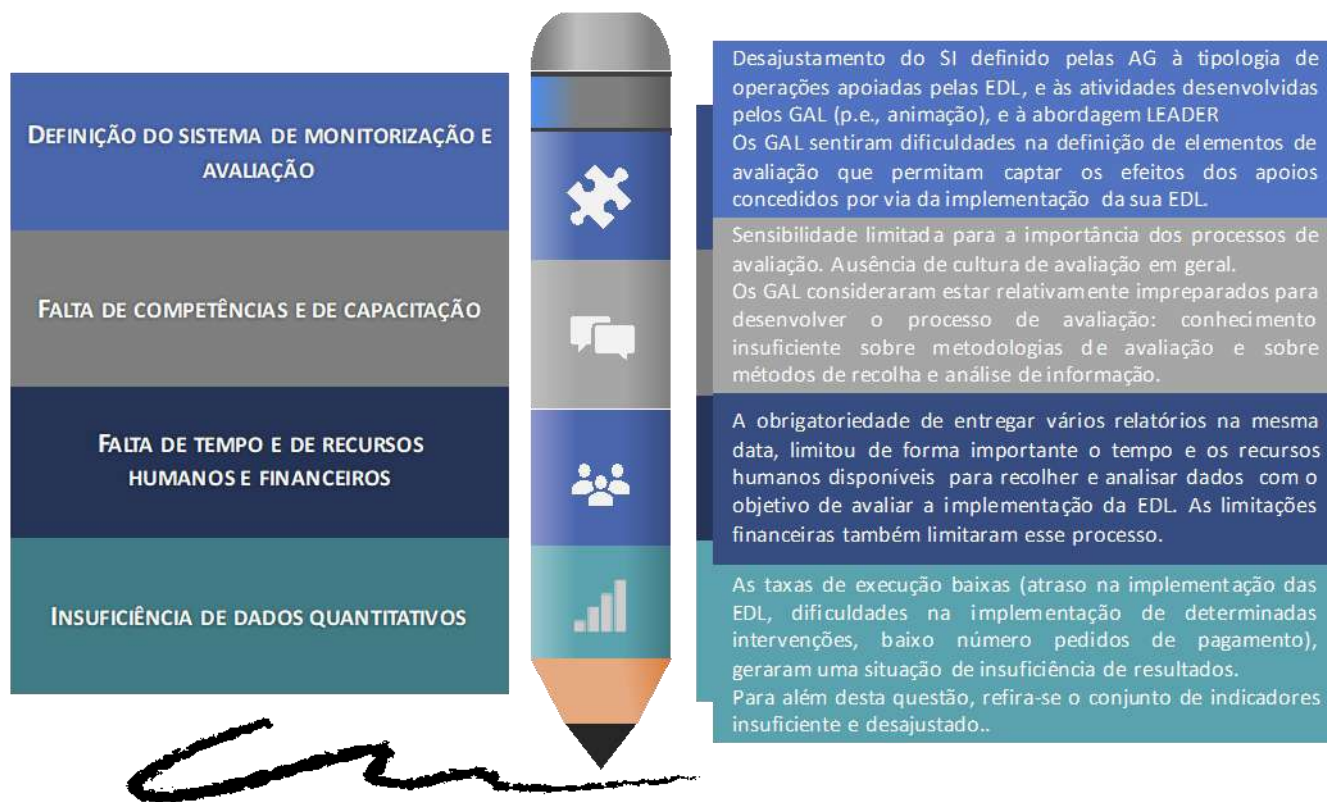 DEFINIÇÃO DO SISTEMA DE MONITORIZAÇÃO E
AVALIAÇÃO
Desajustamento do SI definido pelas AG à tipologia de
operações apoiadas pelas EDL, e às atividades desenvolvidas
pelos GAL (p.e., animação), e à abordagem LEADER
Os GAL sentiram dificuldades na definição de elementos de
avaliação que permitam captar os efeitos dos apoios
concedidos por via da implementação da sua EDL.
FALTA DE COMPETÊNCIAS E DE CAPACITAÇÃO
Sensibilidade limitada para a importância dos processos de
avaliação. Ausência de cultura de avaliação em geral.
Os GAL consideraram estar relativamente impreparados para
desenvolver o processo de avaliação: conhecimento
insuficiente sobre metodologias de avaliação e sobre
métodos de recolha e análise de informação.
FALTA DE TEMPO E DE RECURSOS
HUMANOS E FINANCEIROS
A obrigatoriedade de entregar vários relatórios na mesma
data, limitou de forma importante o tempo e os recursos
humanos disponíveis para recolher e analisar dados com o
objetivo de avaliar a implementação da EDL. As limitações
financeiras também limitaram esse processo.
INSUFICIÊNCIA DE DADOS QUANTITATIVOS
As taxas de execução baixas (atraso na implementação das
EDL, dificuldades na implementação de determinadas
intervenções, baixo número pedidos de pagamento),
geraram uma situação de insuficiência de resultados.
Para além desta questão, refira-se o conjunto de indicadores
insuficiente e desajustado..